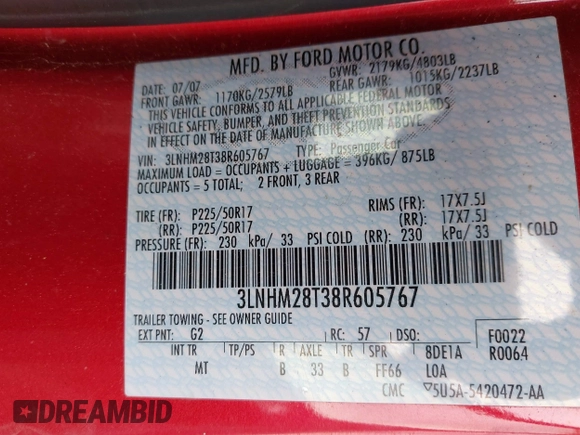 MFD. BY FORD MOTOR CO.
DATE: 07/07 GVWR: 2179KG/4803LB
FRONT GAWR: 1170KG/2579LB REAR GAWR: 1015KG/2237LB
THIS VEHICLE CONFORMS TO ALL APPLICABLE FEDERAL MOTOR
VEHICLE SAFETY, BUMPER, AND THEFT PREVENTION STANDARDS
IN EFFECT ON THE DATE OF MANUFACTURE SHOWN ABOVE.
VIN: 3LNHM28T38R605767 TYPE: Passenger Car
MAXIMUM LOAD = OCCUPANTS + LUGGAGE = 396KG/ 875LB
OCCUPANTS = 5 TOTAL; 2 FRONT, 3 REAR
TIRE (FR): P225/50R17 RIMS (FR): 17X7.5J
(RR): P225/50R17 (RR): 17X7.5J
PRESSURE (FR): 230 kPa/ 33 PSI COLD (RR): 230 kPa/ 33 PSI COLD
3LNHM28T38R605767
TRAILER TOWING - SEE OWNER GUIDE
EXT PNT: G2 RC: 57 DSO: F0022
INT TR TP/PS R AXLE TR SPR 8DE1A R0064
MT B 33 B FF66 LOA
CMC ▽5U5A-5420472-AA
DREAMBID